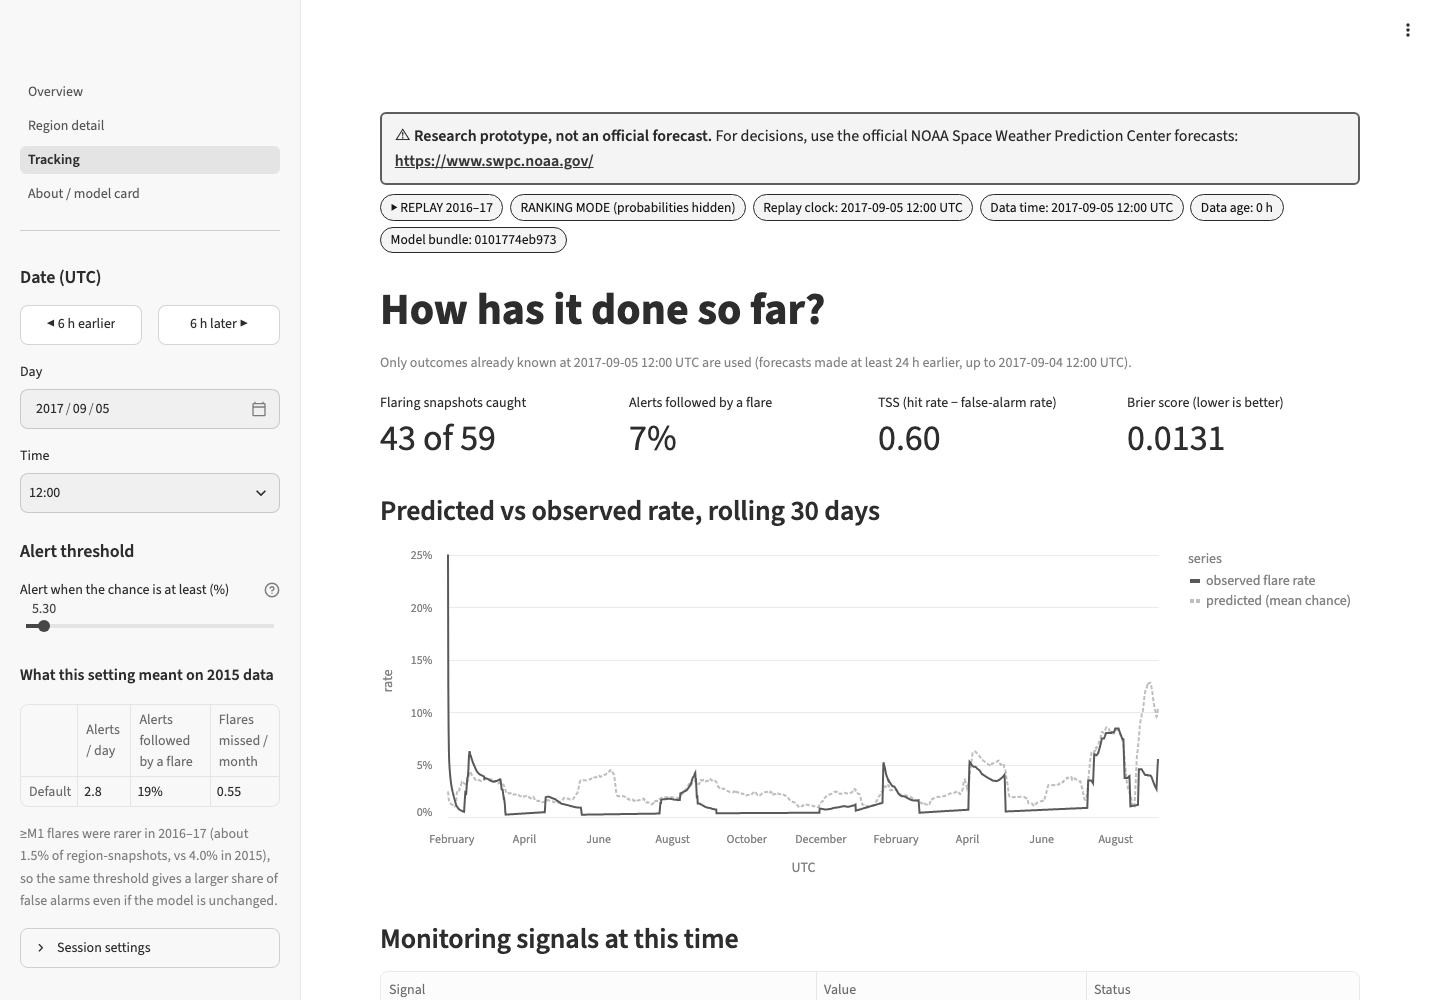 Overview
Region detail
Tracking
About / model card
Date (UTC)
◄ 6 h earlier
6 h later ►
Day
2017 / 09 / 05
Time
12:00
Alert threshold
Alert when the chance is at least (%)
5.30
What this setting meant on 2015 data
Alerts / day
Alerts followed by a flare
Flares missed / month
Default 2.8 19% 0.55
≥M1 flares were rarer in 2016–17 (about
1.5% of region-snapshots, vs 4.0% in 2015),
so the same threshold gives a larger share of
false alarms even if the model is unchanged.
Session settings
⚠ Research prototype, not an official forecast. For decisions, use the official NOAA Space Weather Prediction Center forecasts:
https://www.swpc.noaa.gov/
► REPLAY 2016–17
RANKING MODE (probabilities hidden)
Replay clock: 2017-09-05 12:00 UTC
Data time: 2017-09-05 12:00 UTC
Data age: 0 h
Model bundle: 0101774eb973
How has it done so far?
Only outcomes already known at 2017-09-05 12:00 UTC are used (forecasts made at least 24 h earlier, up to 2017-09-04 12:00 UTC).
Flaring snapshots caught
43 of 59
Alerts followed by a flare
7%
TSS (hit rate − false-alarm rate)
0.60
Brier score (lower is better)
0.0131
Predicted vs observed rate, rolling 30 days
25%
20%
15%
10%
5%
0%
rate
February April June August October December February April June August
UTC
series
observed flare rate
predicted (mean chance)
Monitoring signals at this time
Signal Value Status